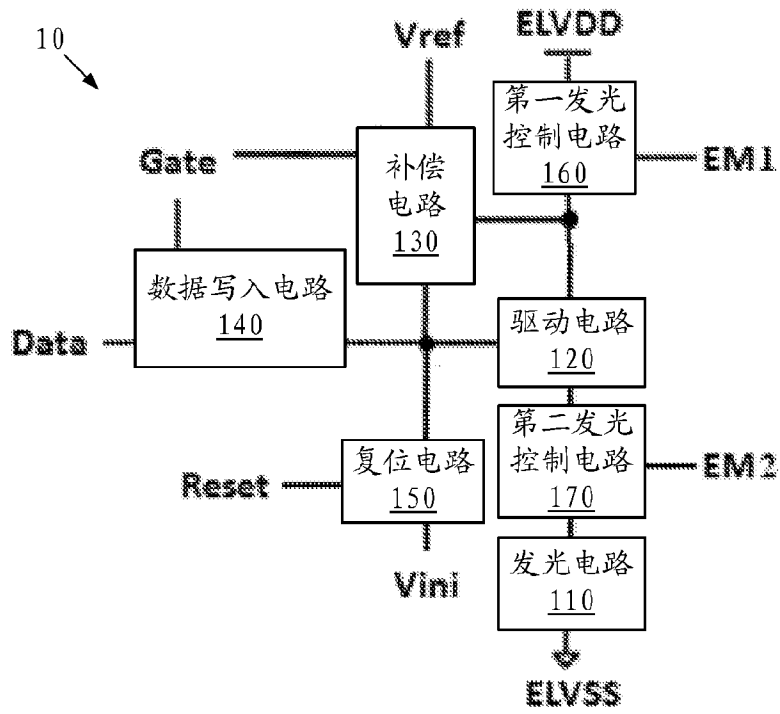 10
Vref
ELVDD
第一发光
控制电路
160
EM1
Gate
补偿
电路
130
数据写入电路
140
Data
驱动电路
120
第二发光
控制电路
170
EM2
Reset
复位电路
150
Vini
发光电路
110
ELVSS